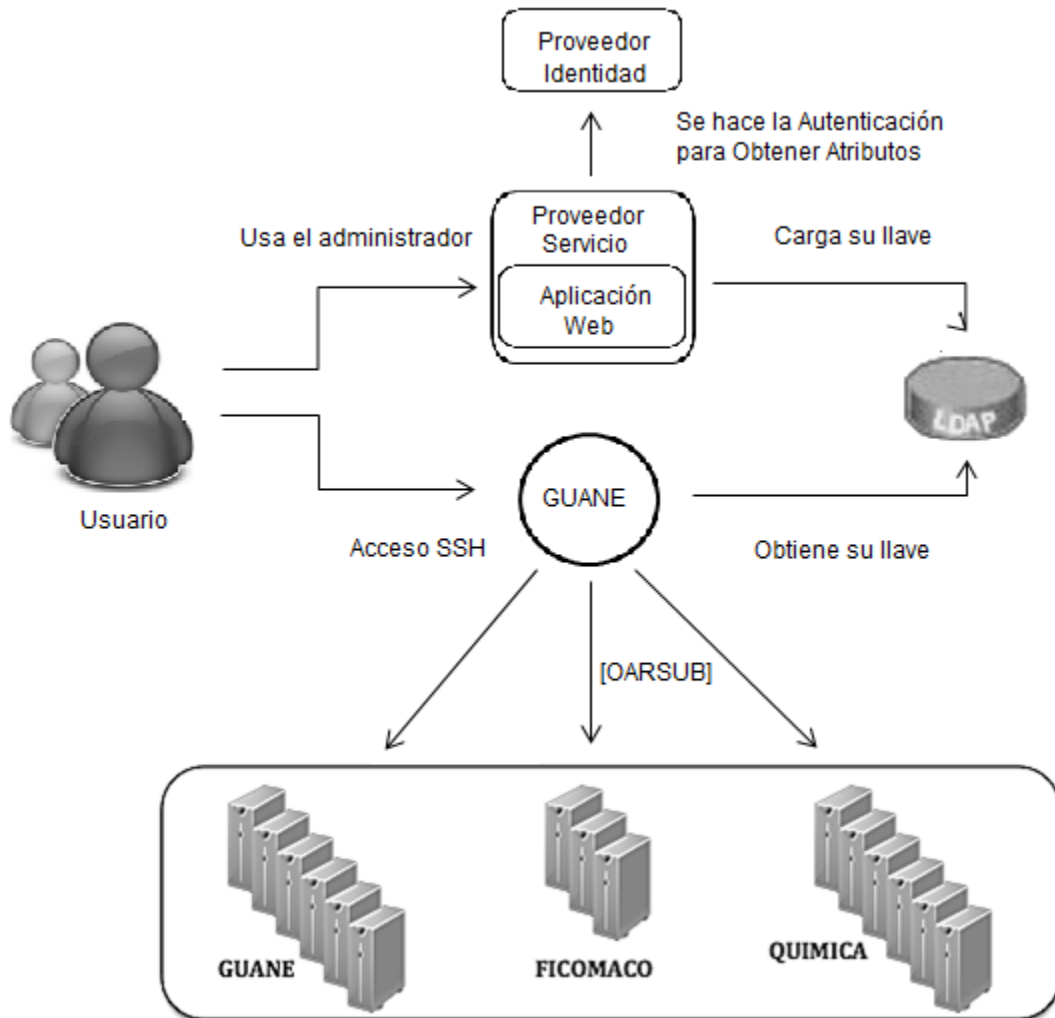 Proveedor
Identidad
Se hace la Autenticación
para Obtener Atributos
Usa el administrador
Proveedor
Servicio
Aplicación
Web
Carga su llave
LDAP
Usuario
GUANE
Acceso SSH
Obtiene su llave
[OARSUB]
GUANE
FICOMACO
QUIMICA